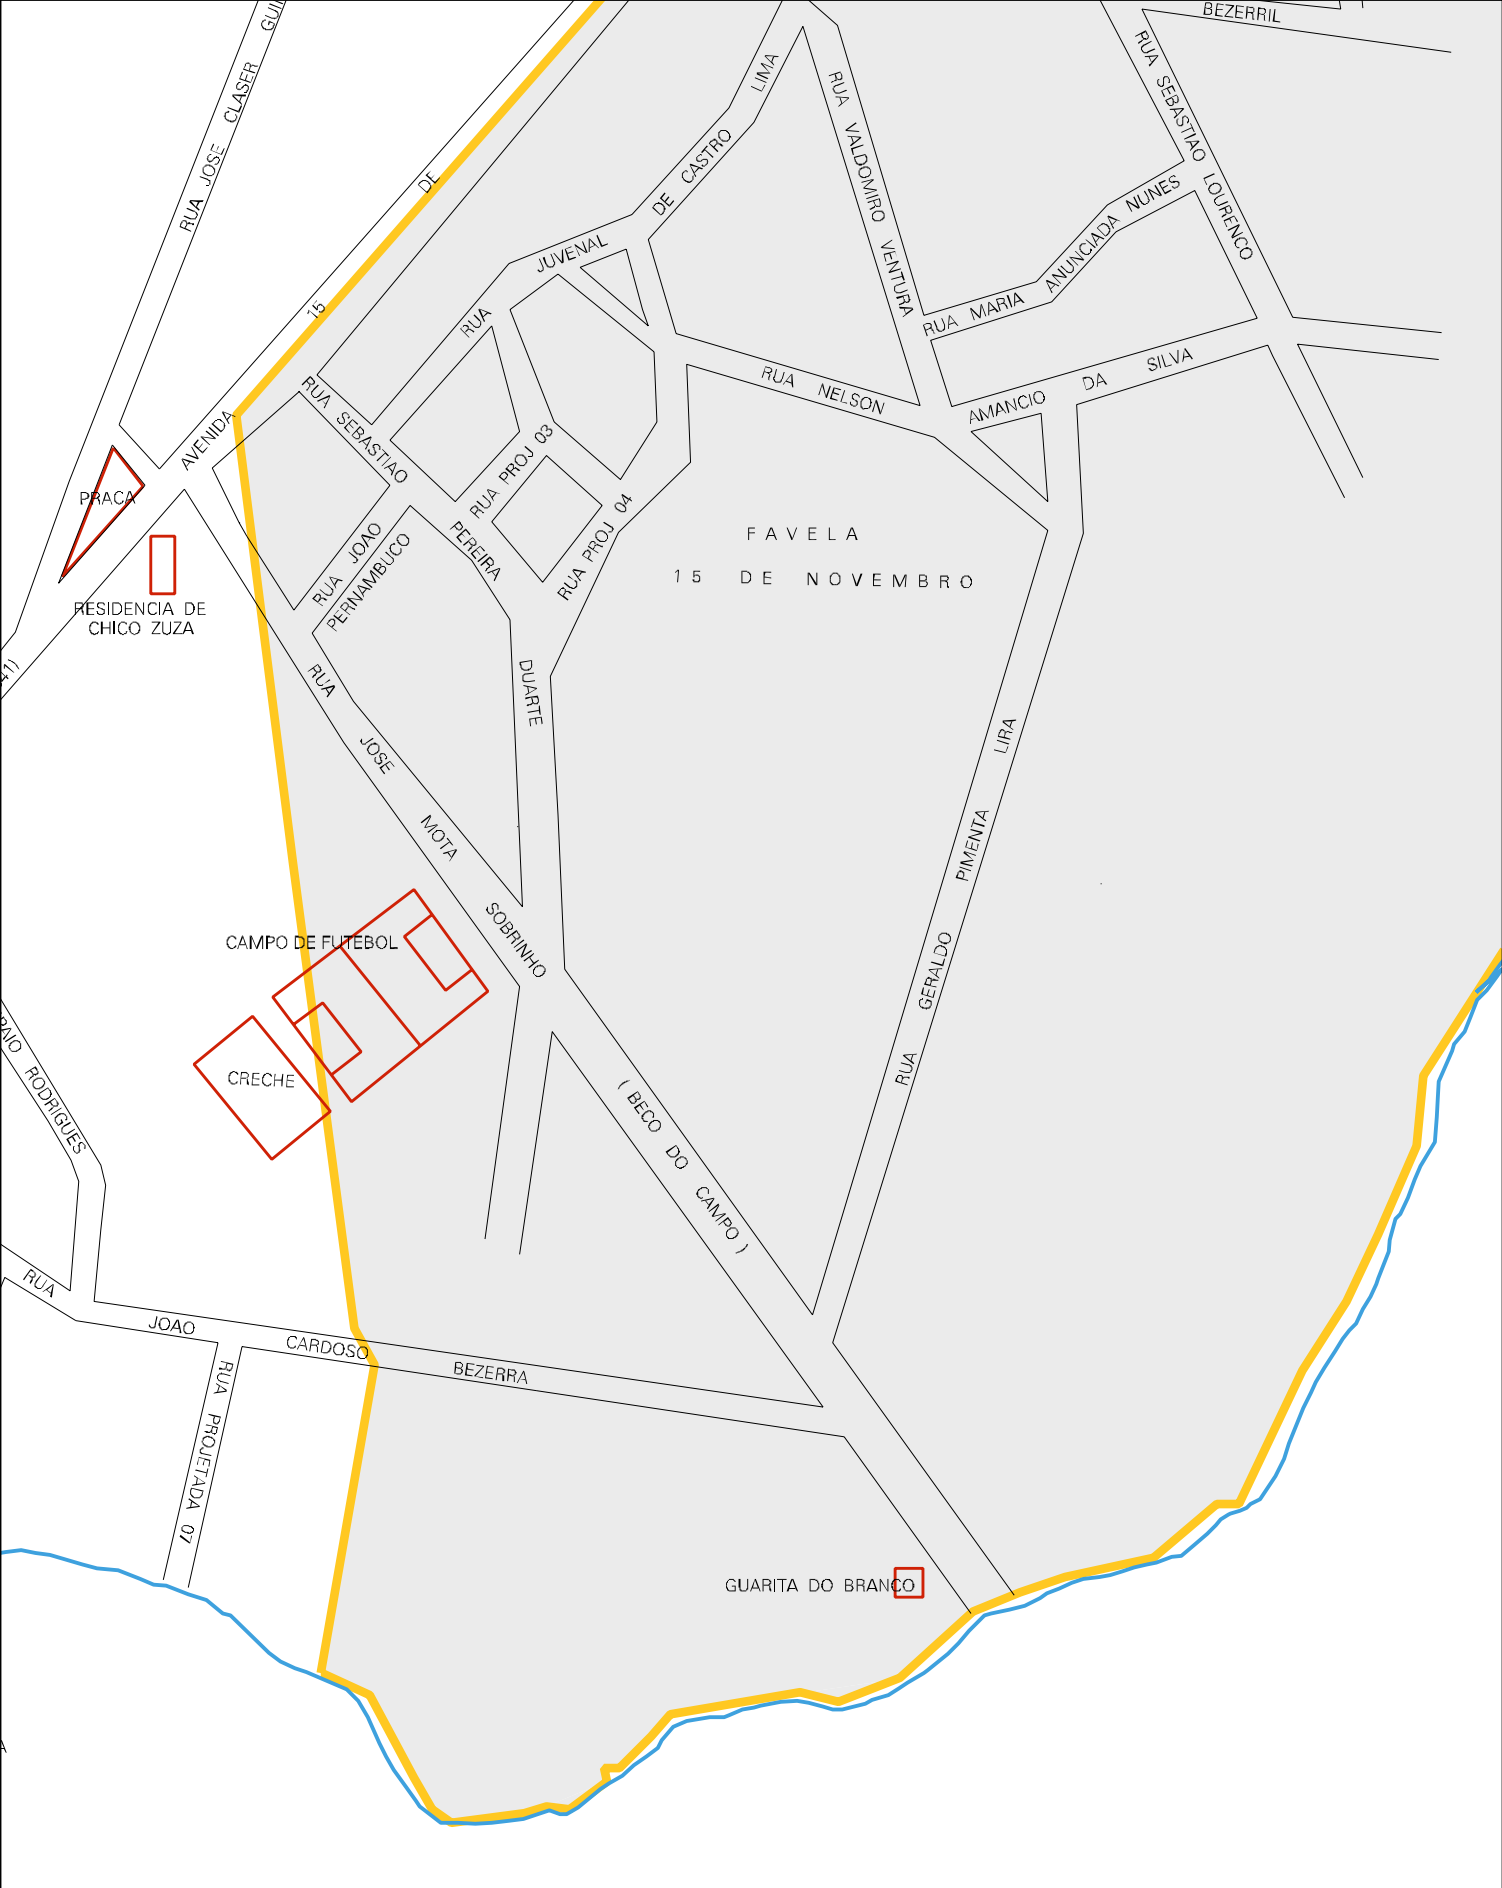 BEZERRIL
RUA JOSE CLASER
RUA SEBASTIAO LOURENCO
RUA JUVENAL DE CASTRO LIMA
RUA VALDOMIRO VENTURA
RUA MARIA ANUNCIADA NUNES
AVENIDA 15 DE
RUA NELSON
AMANCIO DA SILVA
RUA SEBASTIAO
PEREIRA
DUARTE
RUA PROJ 03
RUA PROJ 04
RUA JOAO
PERNAMBUCO
PRACA
RESIDENCIA DE
CHICO ZUZA
41)
FAVELA
15 DE NOVEMBRO
RUA JOSE MOTA SOBRINHO
( BECO DO CAMPO )
RUA GERALDO PIMENTA LIRA
CAMPO DE FUTEBOL
CRECHE
RODRIGUES
RUA JOAO CARDOSO BEZERRA
RUA PROJETADA 07
GUARITA DO BRANCO